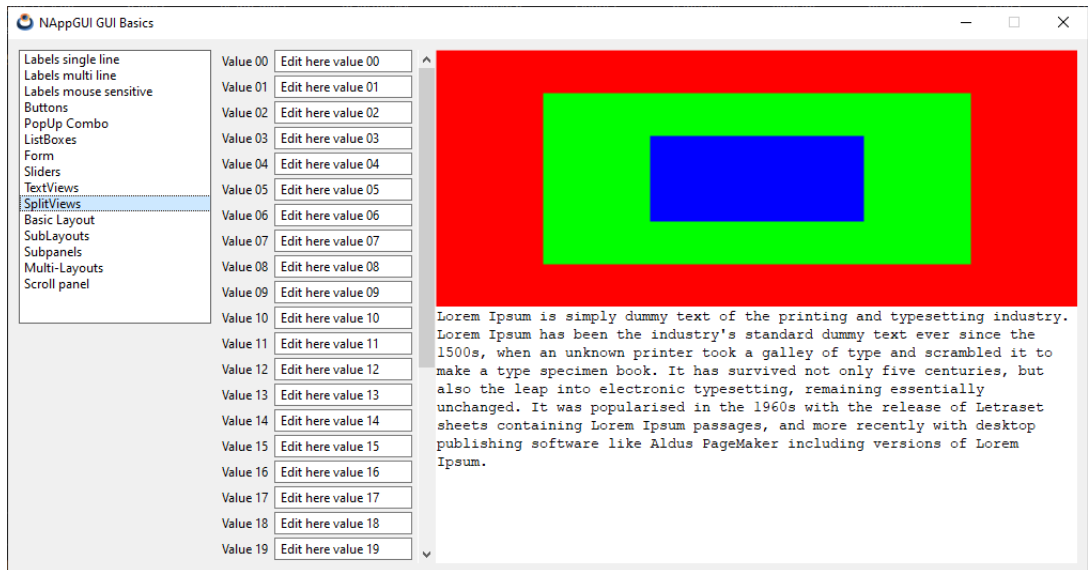 NAppGUI GUI Basics
Labels single line
Labels multi line
Labels mouse sensitive
Buttons
PopUp Combo
ListBoxes
Form
Sliders
TextViews
SplitViews
Basic Layout
SubLayouts
Subpanels
Multi-Layouts
Scroll panel
Value 00 Edit here value 00
Value 01 Edit here value 01
Value 02 Edit here value 02
Value 03 Edit here value 03
Value 04 Edit here value 04
Value 05 Edit here value 05
Value 06 Edit here value 06
Value 07 Edit here value 07
Value 08 Edit here value 08
Value 09 Edit here value 09
Value 10 Edit here value 10
Value 11 Edit here value 11
Value 12 Edit here value 12
Value 13 Edit here value 13
Value 14 Edit here value 14
Value 15 Edit here value 15
Value 16 Edit here value 16
Value 17 Edit here value 17
Value 18 Edit here value 18
Value 19 Edit here value 19
Lorem Ipsum is simply dummy text of the printing and typesetting industry.
Lorem Ipsum has been the industry's standard dummy text ever since the
1500s, when an unknown printer took a galley of type and scrambled it to
make a type specimen book. It has survived not only five centuries, but
also the leap into electronic typesetting, remaining essentially
unchanged. It was popularised in the 1960s with the release of Letraset
sheets containing Lorem Ipsum passages, and more recently with desktop
publishing software like Aldus PageMaker including versions of Lorem
Ipsum.